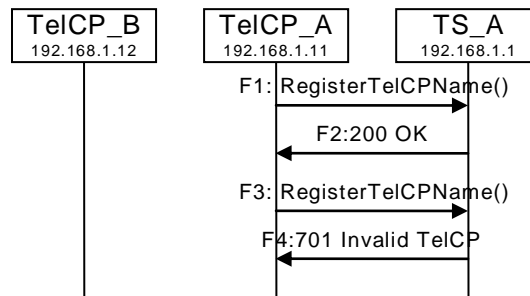 TelCP_B
192.168.1.12
TelCP_A
192.168.1.11
TS_A
192.168.1.1
F1: RegisterTelCPName()
F2:200 OK
F3: RegisterTelCPName()
F4:701 Invalid TelCP